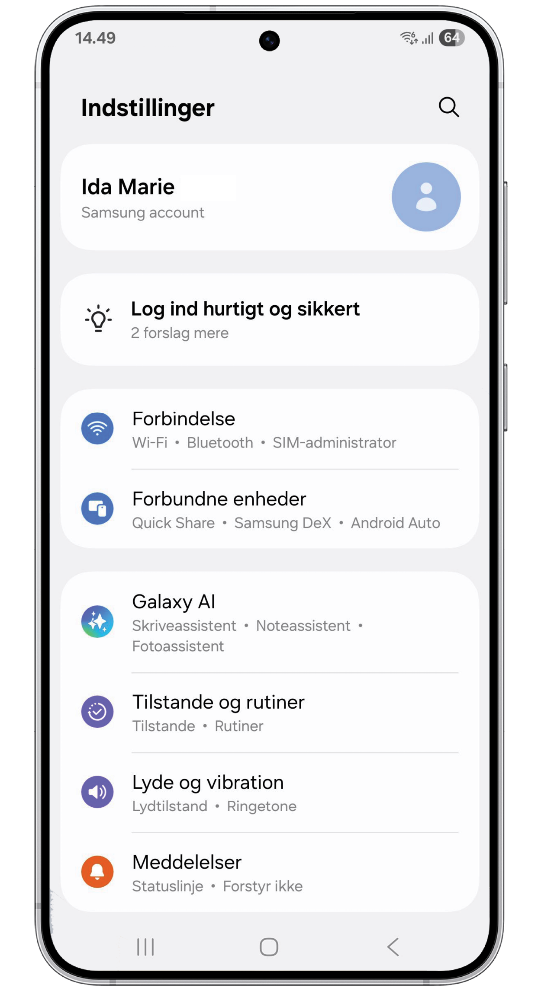 14.49
64
Indstillinger
Ida Marie
Samsung account
Log ind hurtigt og sikkert
2 forslag mere
Forbindelse
Wi-Fi • Bluetooth • SIM-administrator
Forbundne enheder
Quick Share • Samsung DeX • Android Auto
Galaxy AI
Skriveassistent • Noteassistent •
Fotoassistent
Tilstande og rutiner
Tilstande • Rutiner
Lyde og vibration
Lydtilstand • Ringetone
Meddelelser
Statuslinje • Forstyr ikke